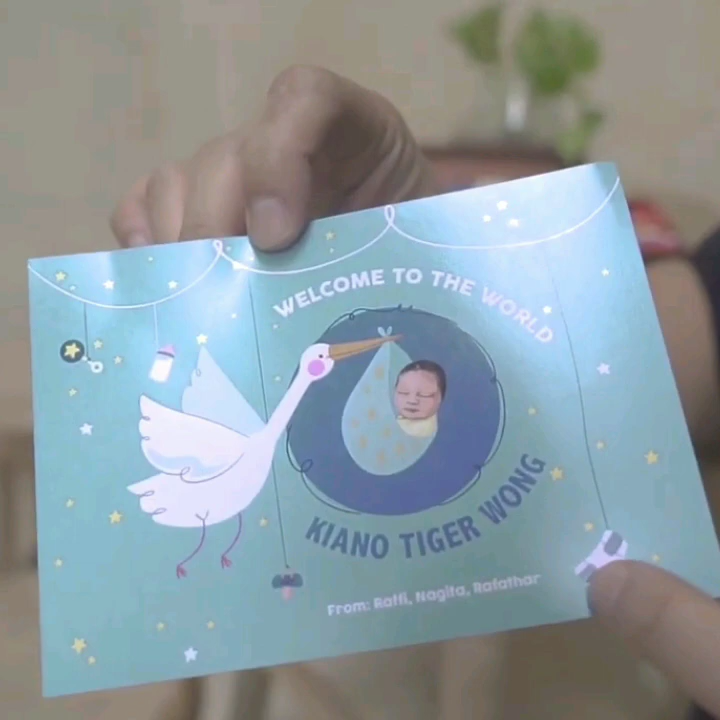 WELCOME TO THE WORLD
KIANO TIGER WONG
From: Raffi, Nagita, Rafathar